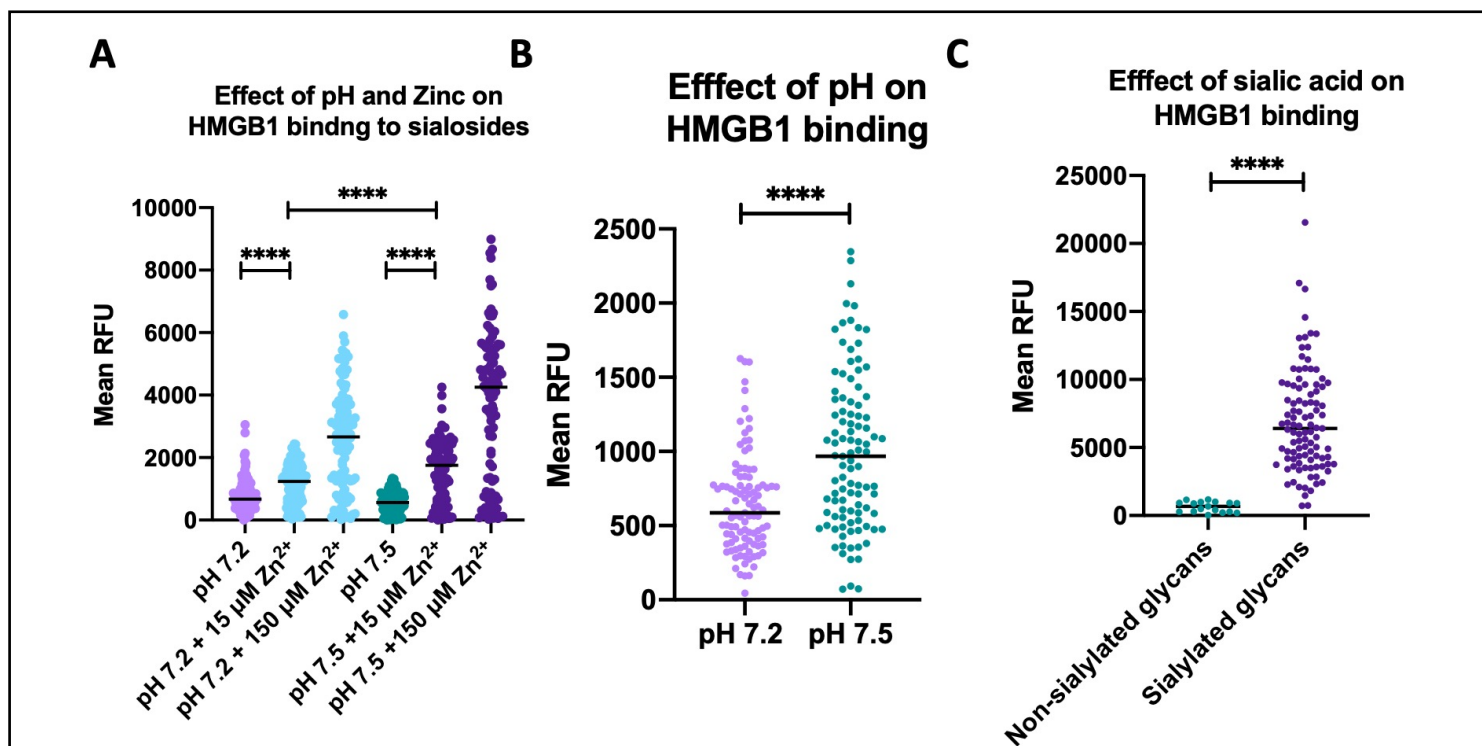 A
Effect of pH and Zinc on
HMGB1 bindng to sialosides
****
**** ****
10000
8000
6000
4000
2000
0
Mean RFU
pH 7.2
pH 7.2 + 15 µM Zn²⁺
pH 7.2 + 150 µM Zn²⁺
pH 7.5
pH 7.5 +15 µM Zn²⁺
pH 7.5 +150 µM Zn²⁺
B
Efffect of pH on
HMGB1 binding
****
2500
2000
1500
1000
500
0
Mean RFU
pH 7.2 pH 7.5
C
Efffect of sialic acid on
HMGB1 binding
****
25000
20000
15000
10000
5000
0
Mean RFU
Non-sialylated glycans
Sialylated glycans